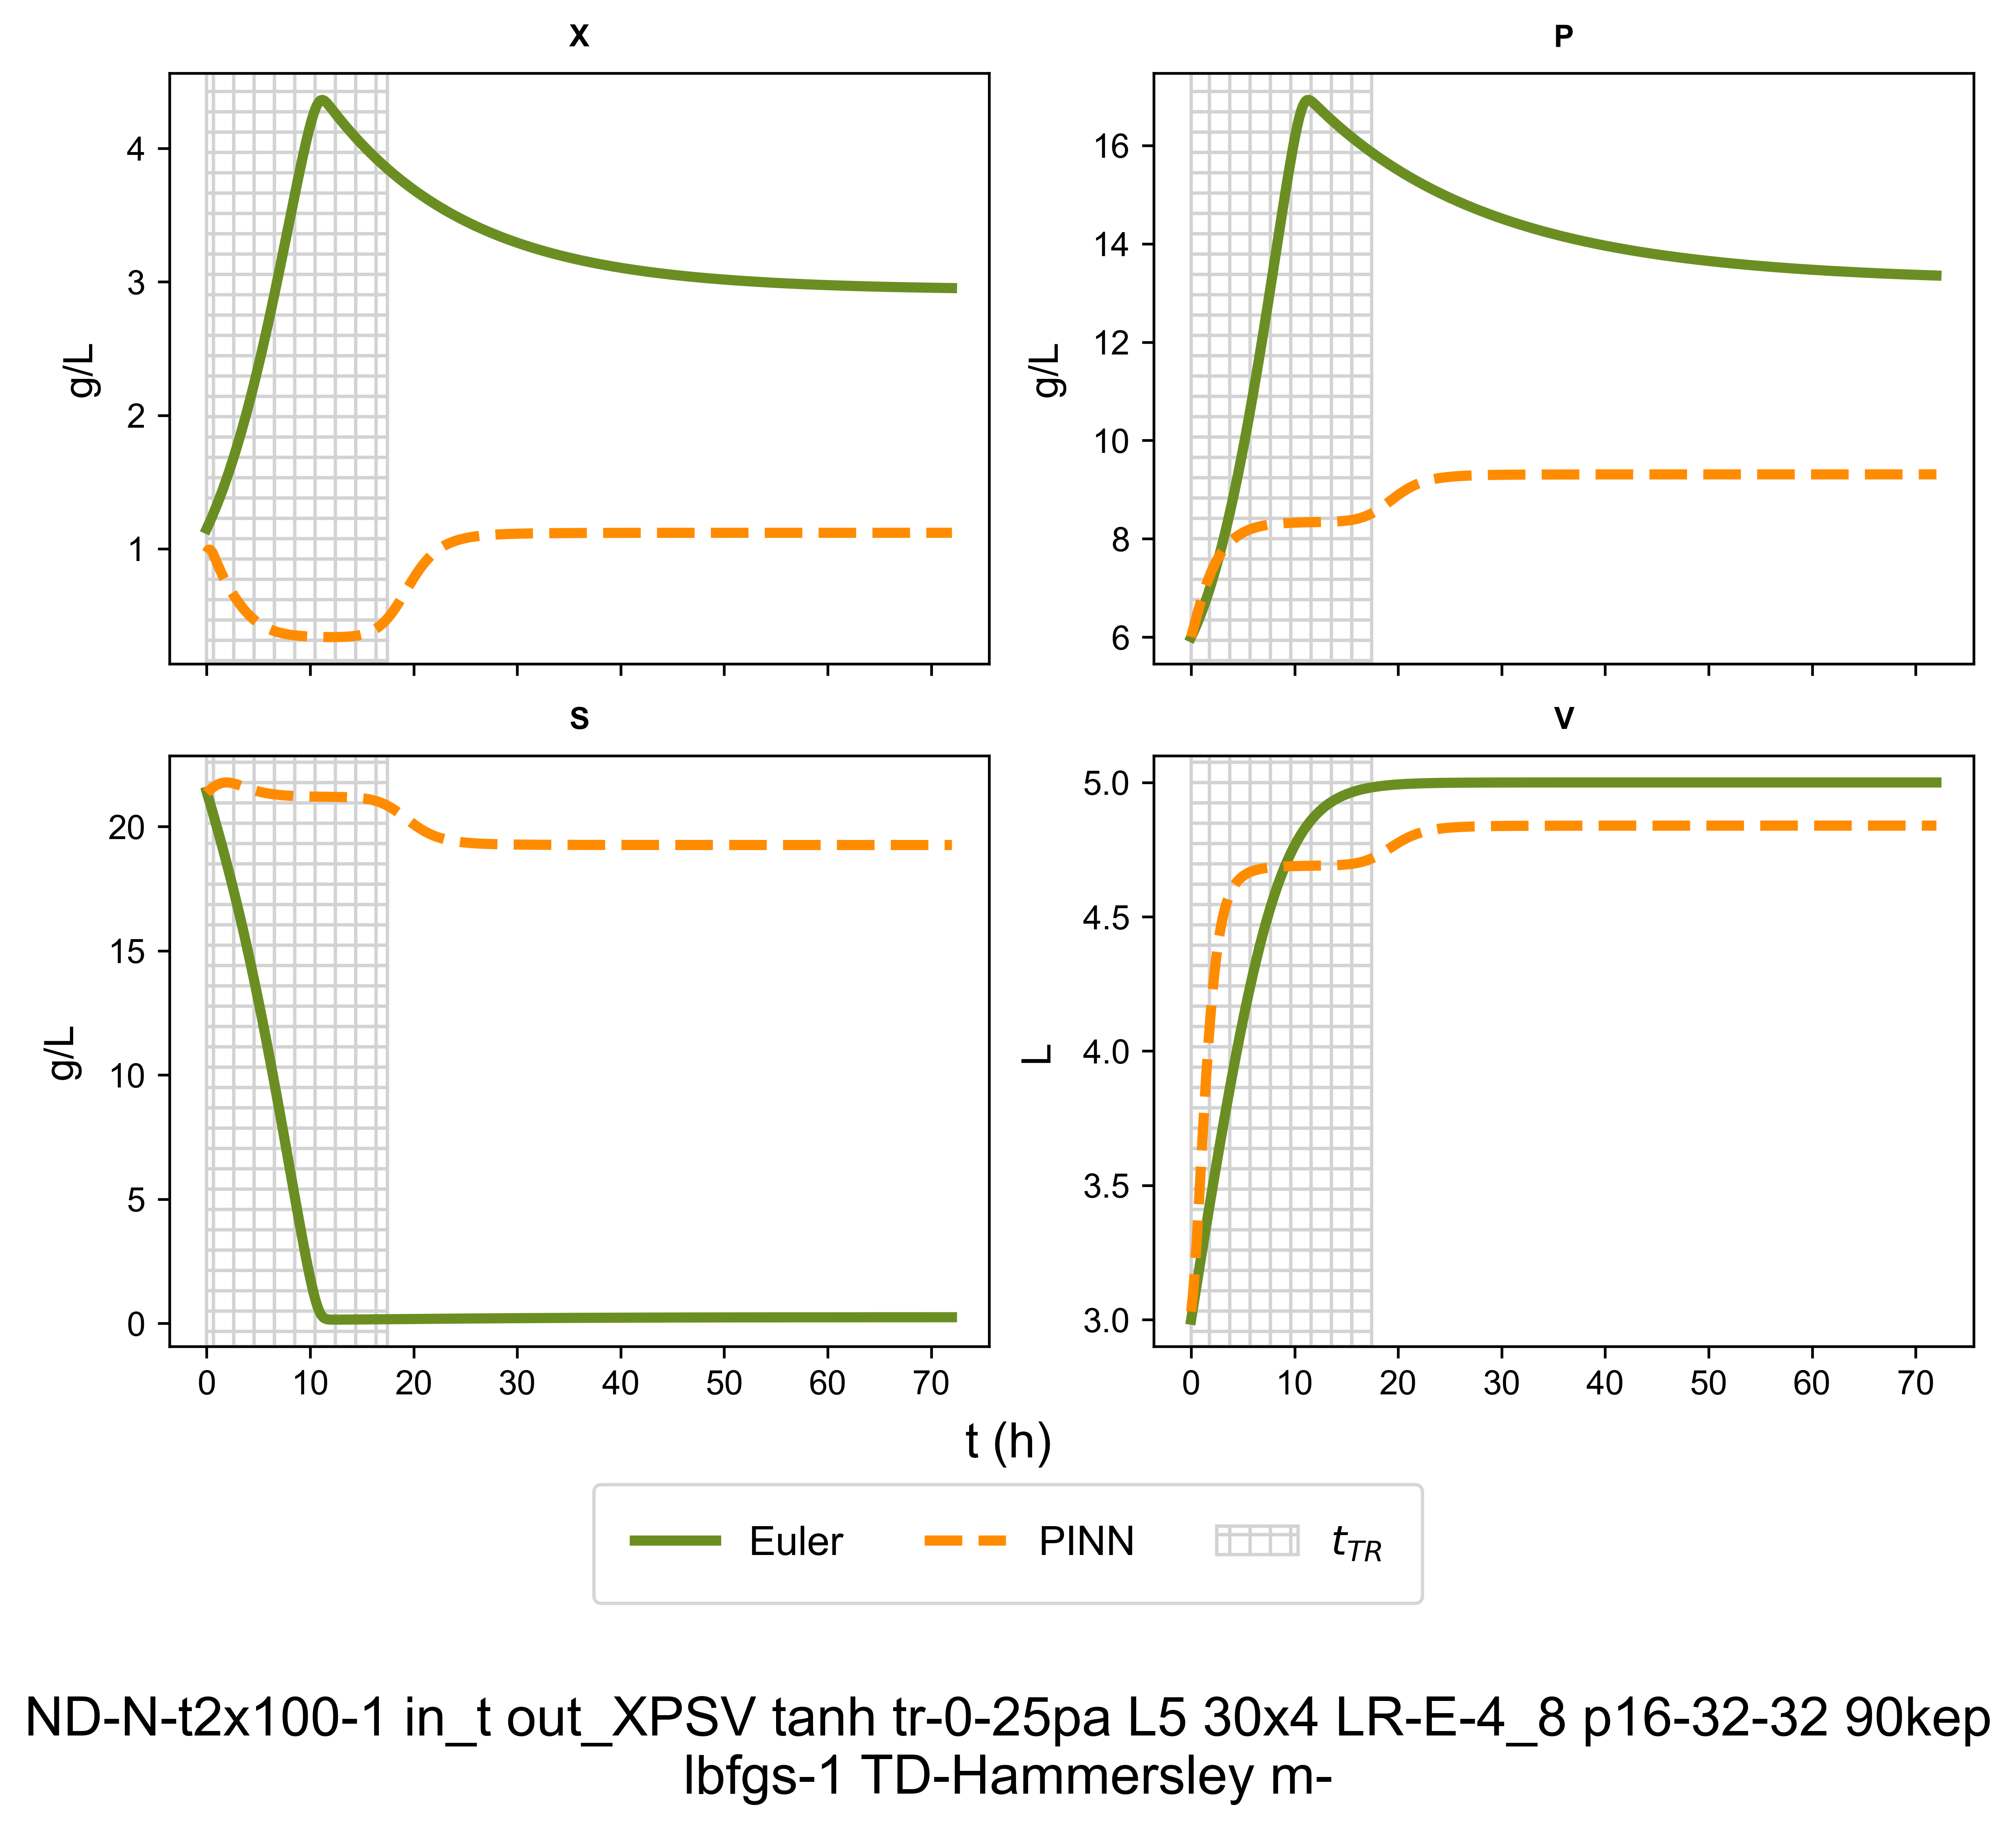 X
P
4
3
2
1
g/L
16
14
12
10
8
6
g/L
S
V
20
15
10
5
0
g/L
5.0
4.5
4.0
3.5
3.0
L
0 10 20 30 40 50 60 70
0 10 20 30 40 50 60 70
t (h)
Euler PINN t_TR
ND-N-t2x100-1 in_t out_XPSV tanh tr-0-25pa L5 30x4 LR-E-4_8 p16-32-32 90kep
lbfgs-1 TD-Hammersley m-